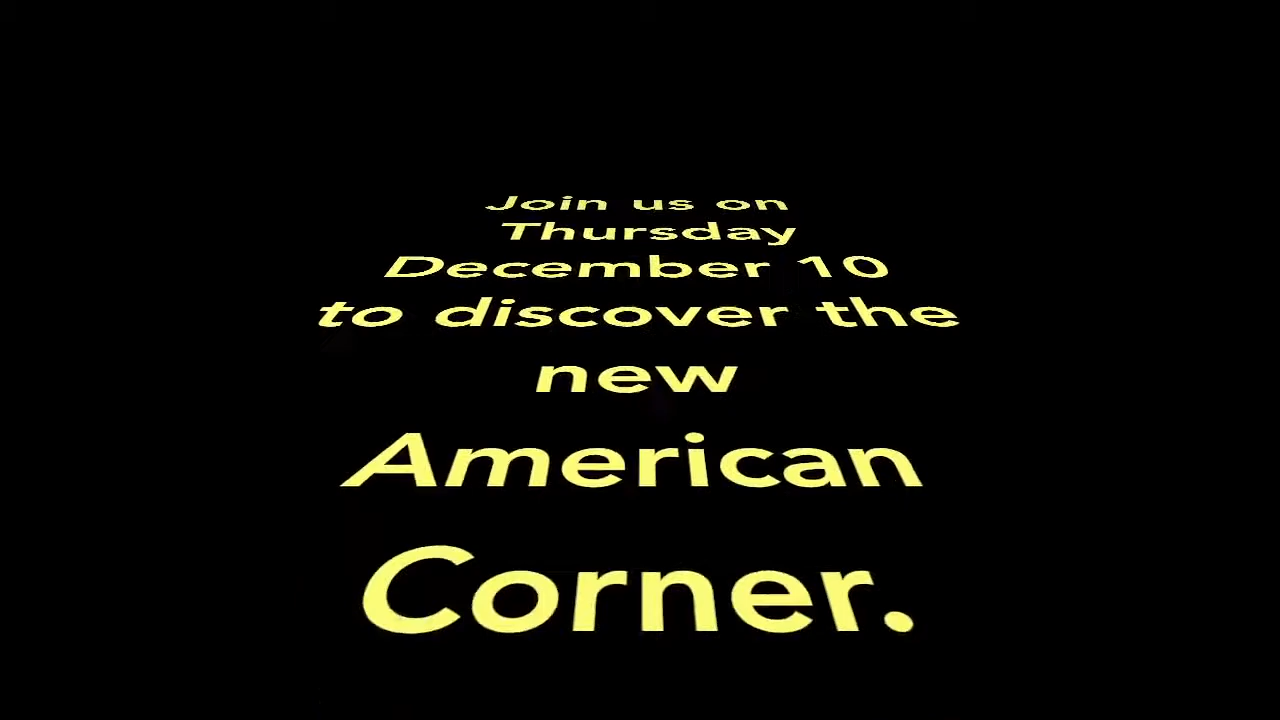 Join us on
Thursday
December 10
to discover the
new
American
Corner.